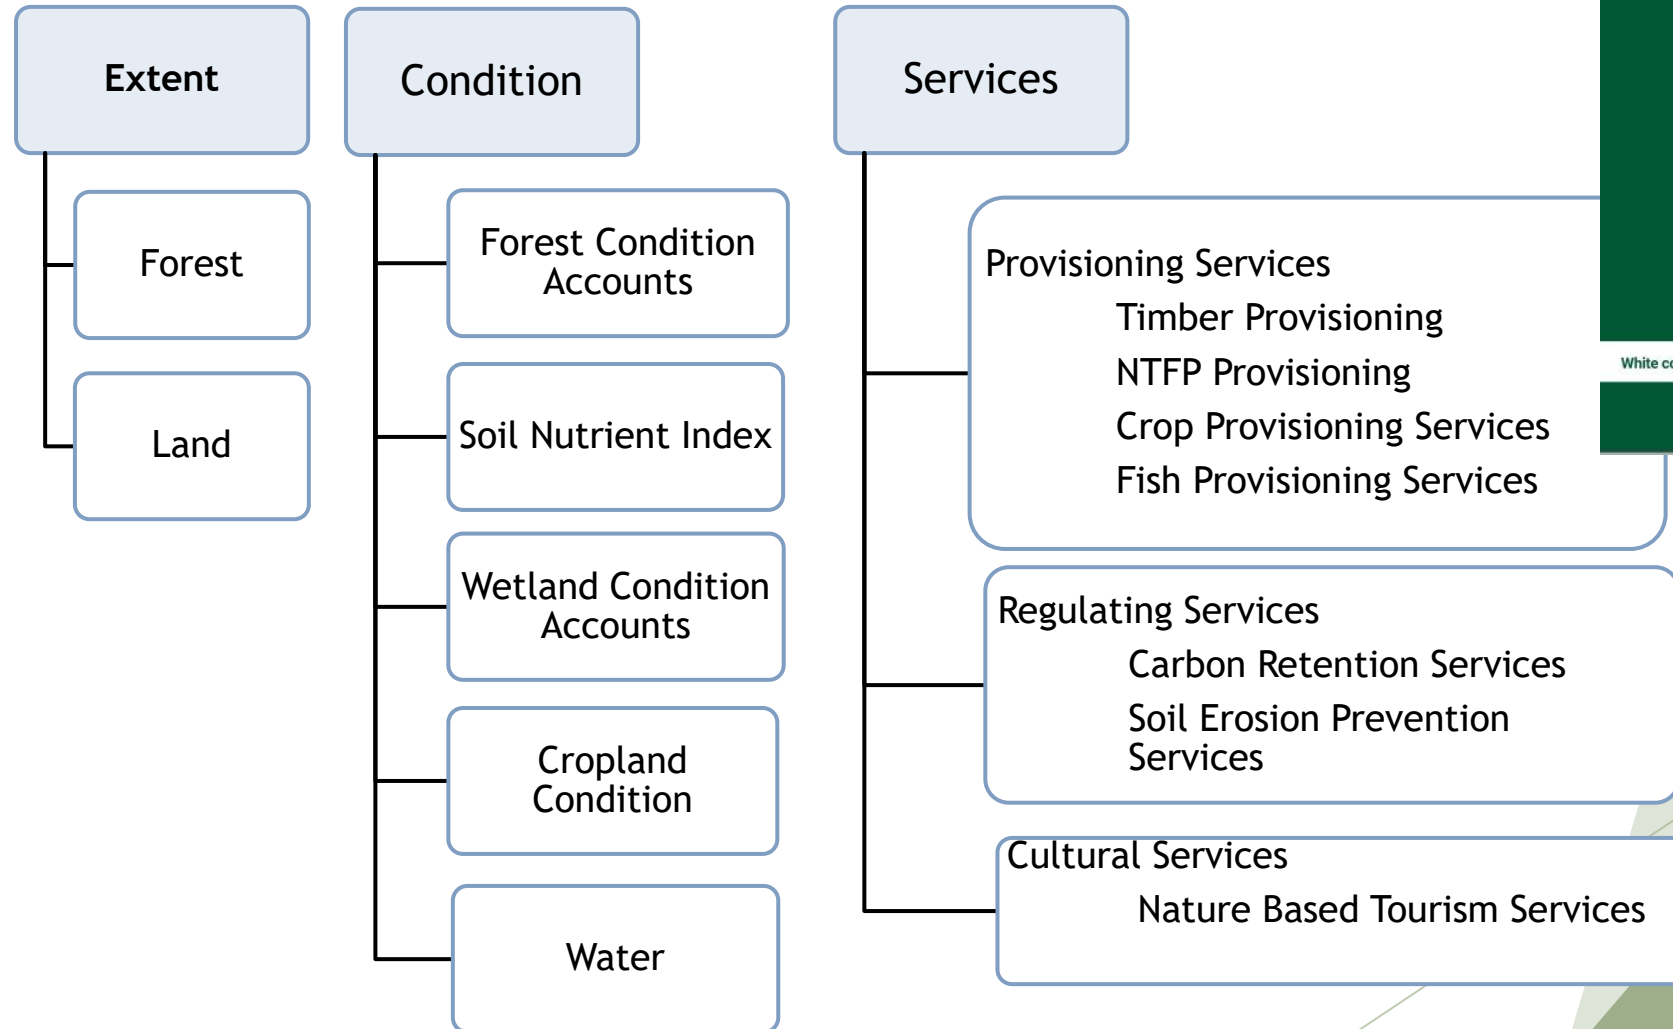 Extent
Forest
Land
Condition
Forest Condition
Accounts
Soil Nutrient Index
Wetland Condition
Accounts
Cropland
Condition
Water
Services
Provisioning Services
Timber Provisioning
NTFP Provisioning
Crop Provisioning Services
Fish Provisioning Services
Regulating Services
Carbon Retention Services
Soil Erosion Prevention
Services
Cultural Services
Nature Based Tourism Services
White